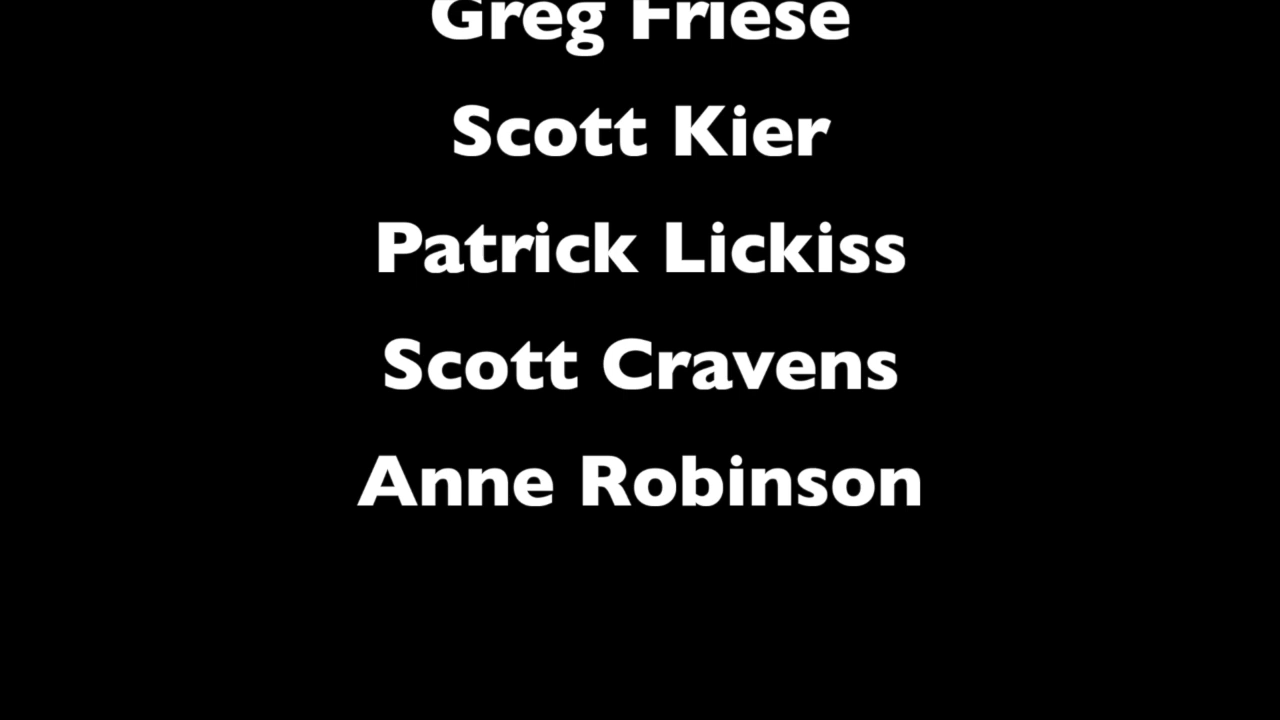 Greg Friese
Scott Kier
Patrick Lickiss
Scott Cravens
Anne Robinson